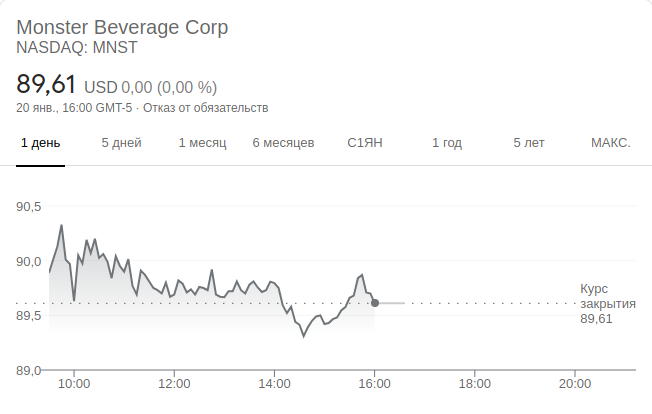 Monster Beverage Corp
NASDAQ: MNST
89,61 USD 0,00 (0,00 %)
20 янв., 16:00 GMT-5 · Отказ от обязательств
1 день 5 дней 1 месяц 6 месяцев С1ЯН 1 год 5 лет МАКС.
90,5
90,0
89,5
89,0
Курс
закрытия
89,61
10:00 12:00 14:00 16:00 18:00 20:00